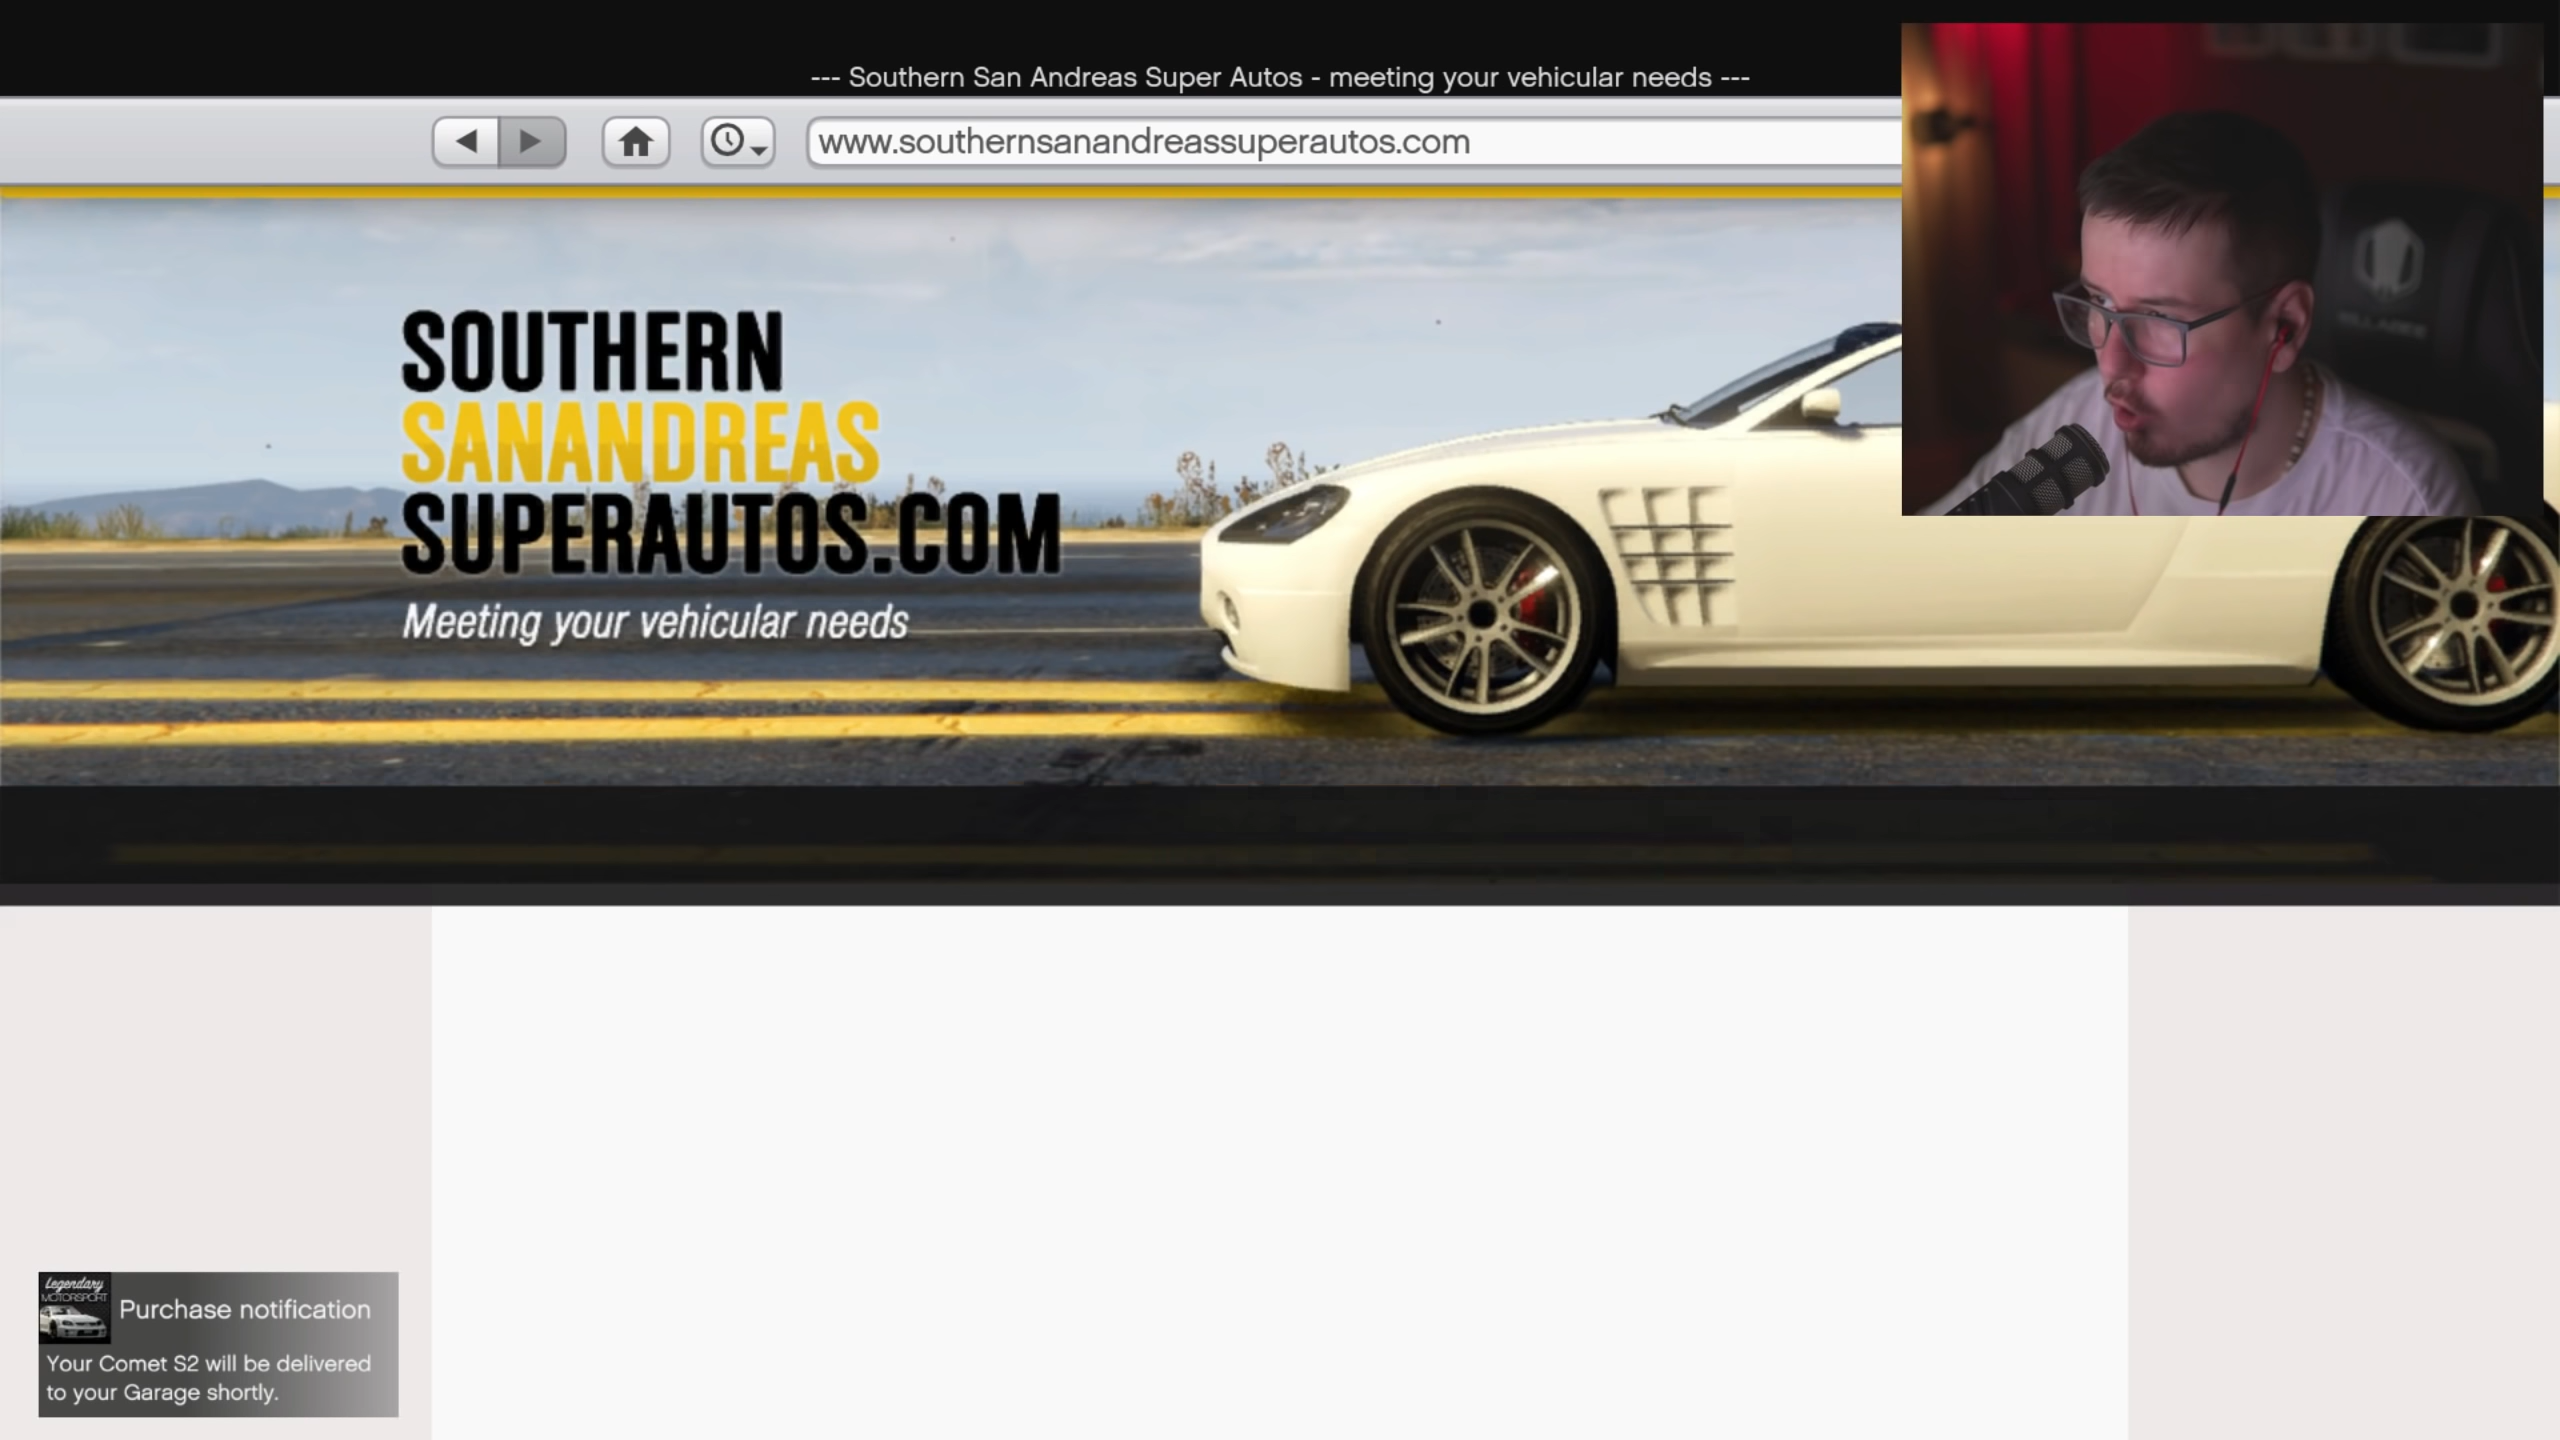 --- Southern San Andreas Super Autos - meeting your vehicular needs ---
www.southernsanandreassuperautos.com
SOUTHERN
SANANDREAS
SUPERAUTOS.COM
Meeting your vehicular needs
Legendary
MOTORSPORT
Purchase notification
Your Comet S2 will be delivered
to your Garage shortly.